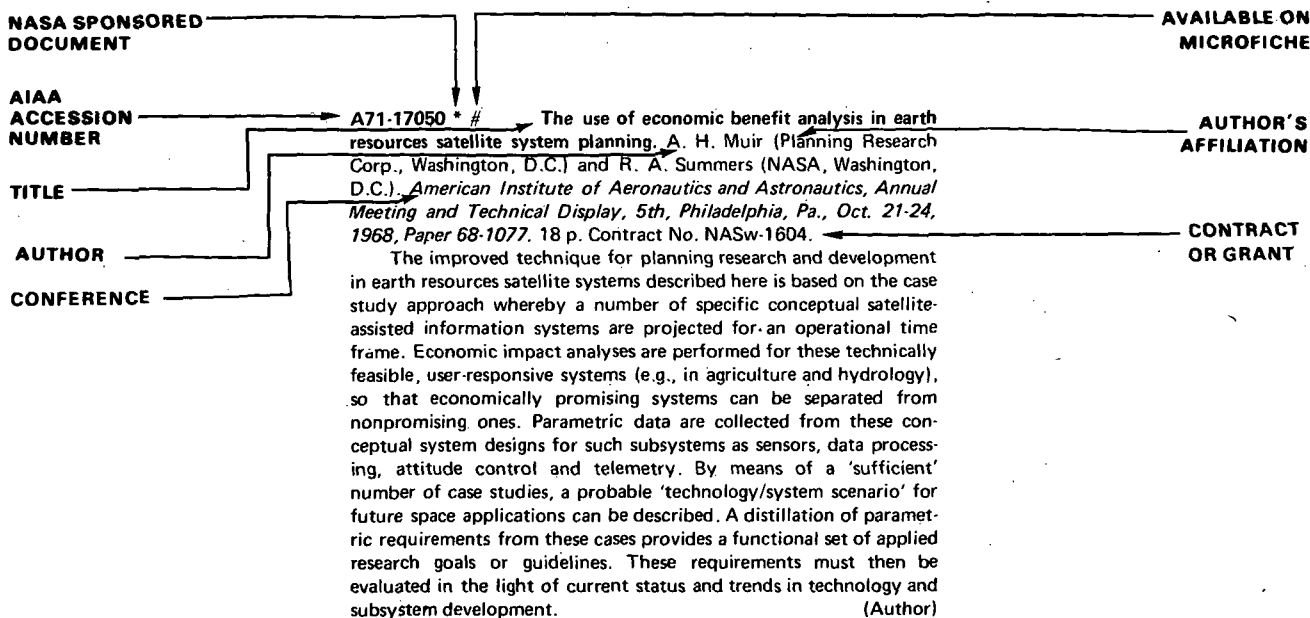 NASA SPONSORED
DOCUMENT
AVAILABLE ON
MICROFICHE
AIAA
ACCESSION
NUMBER
TITLE
AUTHOR
CONFERENCE
A71-17050 * # The use of economic benefit analysis in earth
resources satellite system planning. A. H. Muir (Planning Research
Corp., Washington, D.C.) and R. A. Summers (NASA, Washington,
D.C.). American Institute of Aeronautics and Astronautics, Annual
Meeting and Technical Display, 5th, Philadelphia, Pa., Oct. 21-24,
1968, Paper 68-1077. 18 p. Contract No. NASw-1604.
The improved technique for planning research and development
in earth resources satellite systems described here is based on the case
study approach whereby a number of specific conceptual satellite-
assisted information systems are projected for an operational time
frame. Economic impact analyses are performed for these technically
feasible, user-responsive systems (e.g., in agriculture and hydrology),
so that economically promising systems can be separated from
nonpromising ones. Parametric data are collected from these con-
ceptual system designs for such subsystems as sensors, data process-
ing, attitude control and telemetry. By means of a 'sufficient'
number of case studies, a probable 'technology/system scenario' for
future space applications can be described. A distillation of paramet-
ric requirements from these cases provides a functional set of applied
research goals or guidelines. These requirements must then be
evaluated in the light of current status and trends in technology and
subsystem development. (Author)
AUTHOR'S
AFFILIATION
CONTRACT
OR GRANT